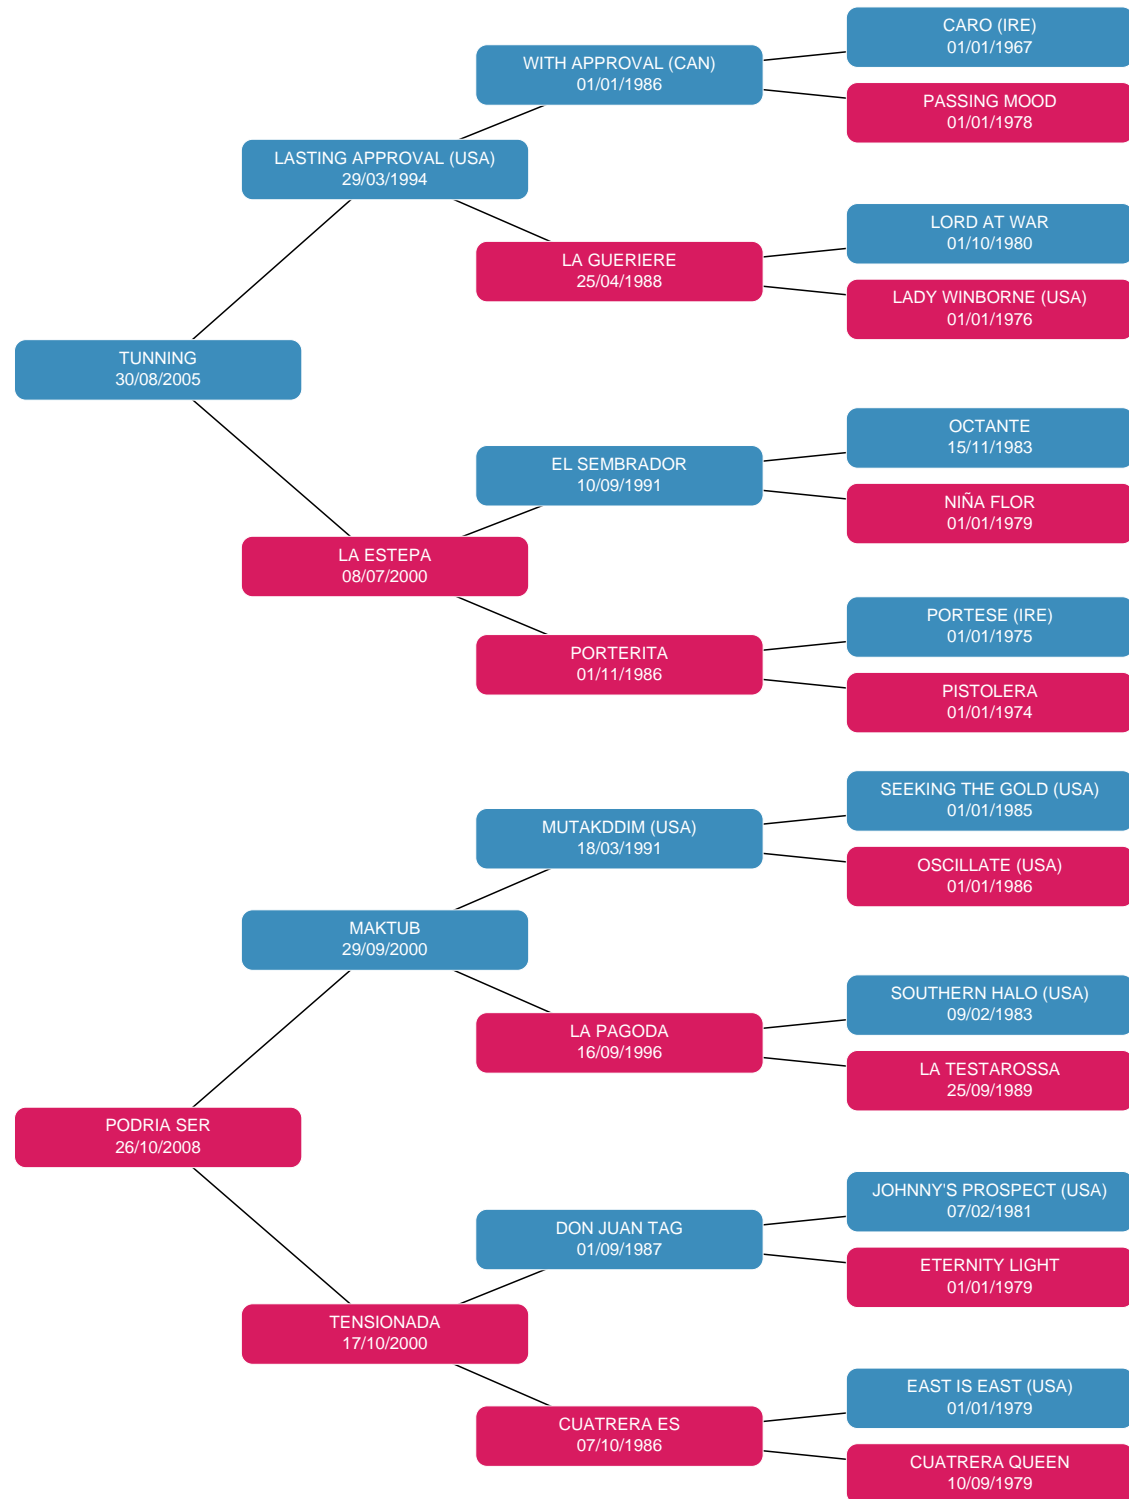 CARO (IRE)
01/01/1967
WITH APPROVAL (CAN)
01/01/1986
PASSING MOOD
01/01/1978
LASTING APPROVAL (USA)
29/03/1994
LORD AT WAR
01/10/1980
LA GUERIERE
25/04/1988
LADY WINBORNE (USA)
01/01/1976
TUNNING
30/08/2005
OCTANTE
15/11/1983
EL SEMBRADOR
10/09/1991
NIÑA FLOR
01/01/1979
LA ESTEPA
08/07/2000
PORTESE (IRE)
01/01/1975
PORTERITA
01/11/1986
PISTOLERA
01/01/1974
SEEKING THE GOLD (USA)
01/01/1985
MUTAKDDIM (USA)
18/03/1991
OSCILLATE (USA)
01/01/1986
MAKTUB
29/09/2000
SOUTHERN HALO (USA)
09/02/1983
LA PAGODA
16/09/1996
LA TESTAROSSA
25/09/1989
PODRIA SER
26/10/2008
JOHNNY'S PROSPECT (USA)
07/02/1981
DON JUAN TAG
01/09/1987
ETERNITY LIGHT
01/01/1979
TENSIONADA
17/10/2000
EAST IS EAST (USA)
01/01/1979
CUATRERA ES
07/10/1986
CUATRERA QUEEN
10/09/1979